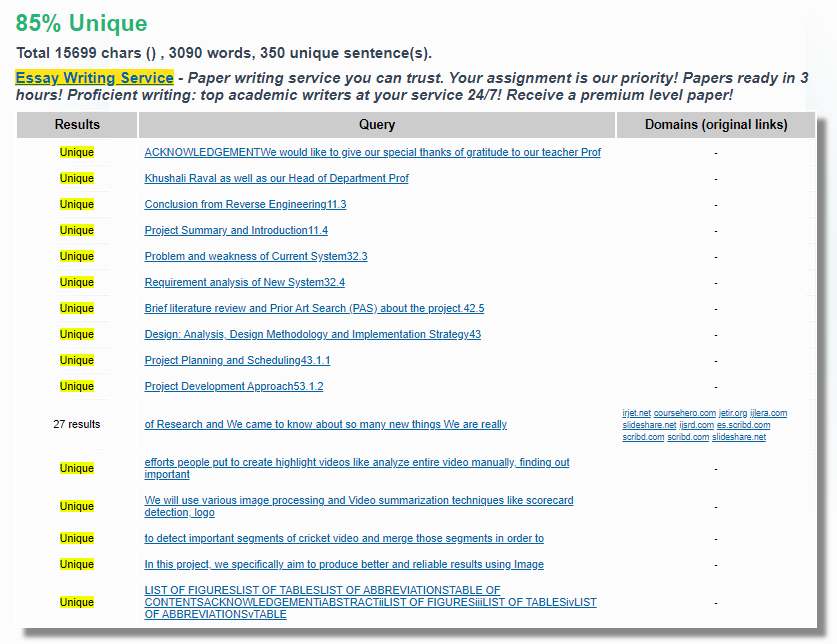 85% Unique
Total 15699 chars () , 3090 words, 350 unique sentence(s).
Essay Writing Service - Paper writing service you can trust. Your assignment is our priority! Papers ready in 3
hours! Proficient writing: top academic writers at your service 24/7! Receive a premium level paper!
Results Query Domains (original links)
Unique ACKNOWLEDGEMENTWe would like to give our special thanks of gratitude to our teacher Prof -
Unique Khushali Raval as well as our Head of Department Prof -
Unique Conclusion from Reverse Engineering11.3 -
Unique Project Summary and Introduction11.4 -
Unique Problem and weakness of Current System32.3 -
Unique Requirement analysis of New System32.4 -
Unique Brief literature review and Prior Art Search (PAS) about the project.42.5 -
Unique Design: Analysis, Design Methodology and Implementation Strategy43 -
Unique Project Planning and Scheduling43.1.1 -
Unique Project Development Approach53.1.2 -
27 results of Research and We came to know about so many new things We are really
irjet.net coursehero.com jetir.org ijlera.com
slideshare.net ijsrd.com es.scribd.com
scribd.com scribd.com slideshare.net
Unique efforts people put to create highlight videos like analyze entire video manually, finding out
important -
Unique We will use various image processing and Video summarization techniques like scorecard
detection, logo -
Unique to detect important segments of cricket video and merge those segments in order to -
Unique In this project, we specifically aim to produce better and reliable results using Image -
Unique LIST OF FIGURESLIST OF TABLESLIST OF ABBREVIATIONSTABLE OF
CONTENTSACKNOWLEDGEMENTiABSTRACTiiLIST OF FIGURESiiiLIST OF TABLESivLIST
OF ABBREVIATIONSvTABLE -